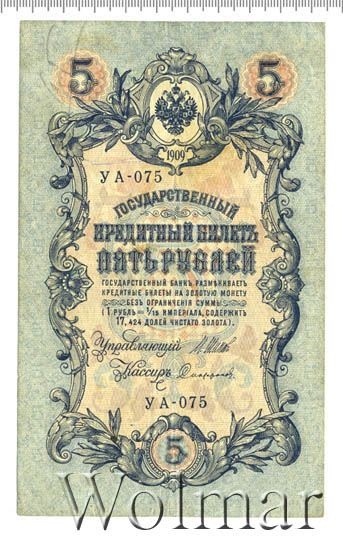 5 5
1909
УА-075
ГОСУДАРСТВЕННЫЙ
КРЕДИТНЫЙ БИЛЕТЪ
ПЯТЬ РУБЛЕЙ
ГОСУДАРСТВЕННЫЙ БАНКЪ РАЗМѢНИВАЕТЪ
КРЕДИТНЫЕ БИЛЕТЫ НА ЗОЛОТУЮ МОНЕТУ
БЕЗЪ ОГРАНИЧЕНІЯ СУММЫ
(1 РУБЛЬ = 1/15 ИМПЕРІАЛА, СОДЕРЖИТЪ
17,424 ДОЛЕЙ ЧИСТАГО ЗОЛОТА).
Управляющій
Кассиръ
УА-075
5
Wolmar